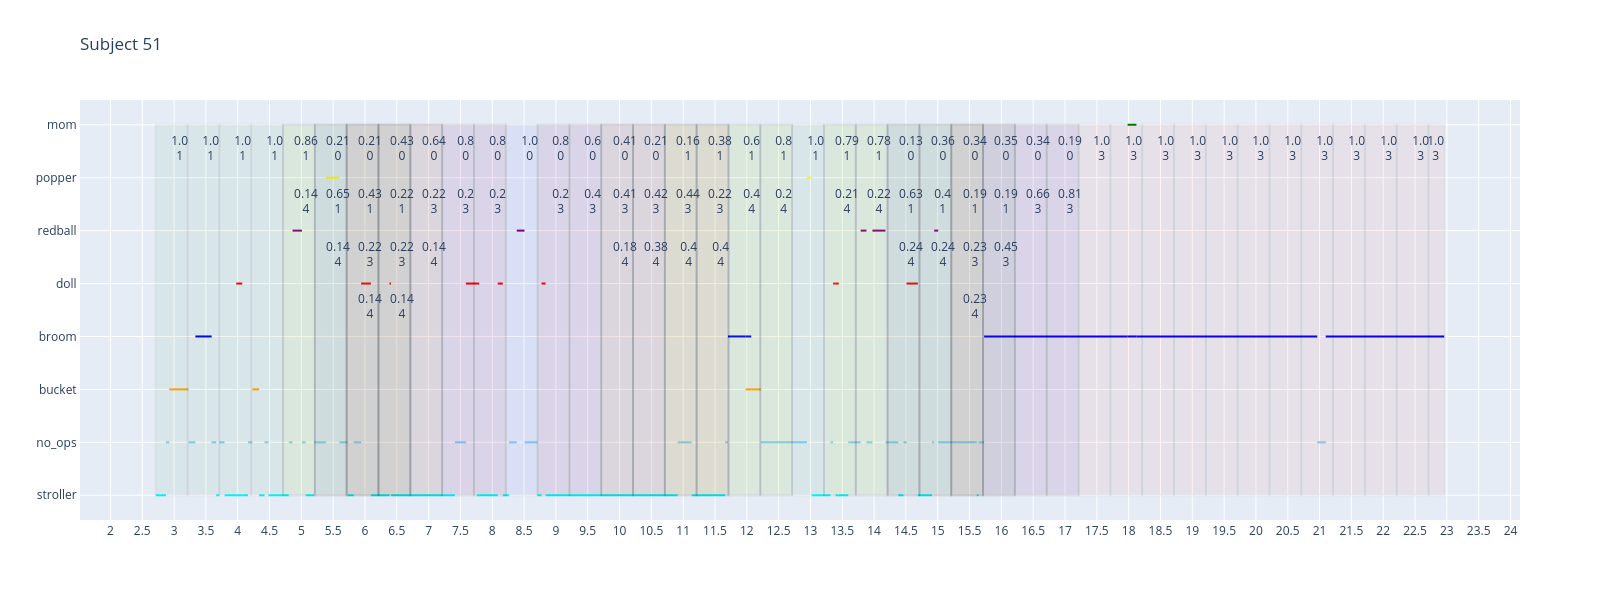 Subject 51
mom
1.0 1.0 1.0 1.0 0.86 0.21 0.21 0.43 0.64 0.8 0.8 1.0 0.8 0.6 0.41 0.21 0.16 0.38 0.6 0.8 1.0 0.79 0.78 0.13 0.36 0.34 0.35 0.34 0.19 1.0 1.0 1.0 1.0 1.0 1.0 1.0 1.0 1.0 1.0 1.0 1.0
1 1 1 1 1 0 0 0 0 0 0 0 0 0 0 0 1 1 1 1 1 1 1 0 0 0 0 0 0 3 3 3 3 3 3 3 3 3 3 3 3
popper
0.14 0.65 0.43 0.22 0.22 0.2 0.2 0.2 0.4 0.41 0.42 0.44 0.22 0.4 0.2 0.21 0.22 0.63 0.4 0.19 0.19 0.66 0.81
4 1 1 1 3 3 3 3 3 3 3 3 3 4 4 4 4 1 1 1 1 3 3
redball
0.14 0.22 0.22 0.14 0.18 0.38 0.4 0.4 0.24 0.24 0.23 0.45
4 3 3 4 4 4 4 4 4 4 3 3
doll
0.14 0.14 0.23
4 4 4
broom
bucket
no_ops
stroller
2 2.5 3 3.5 4 4.5 5 5.5 6 6.5 7 7.5 8 8.5 9 9.5 10 10.5 11 11.5 12 12.5 13 13.5 14 14.5 15 15.5 16 16.5 17 17.5 18 18.5 19 19.5 20 20.5 21 21.5 22 22.5 23 23.5 24